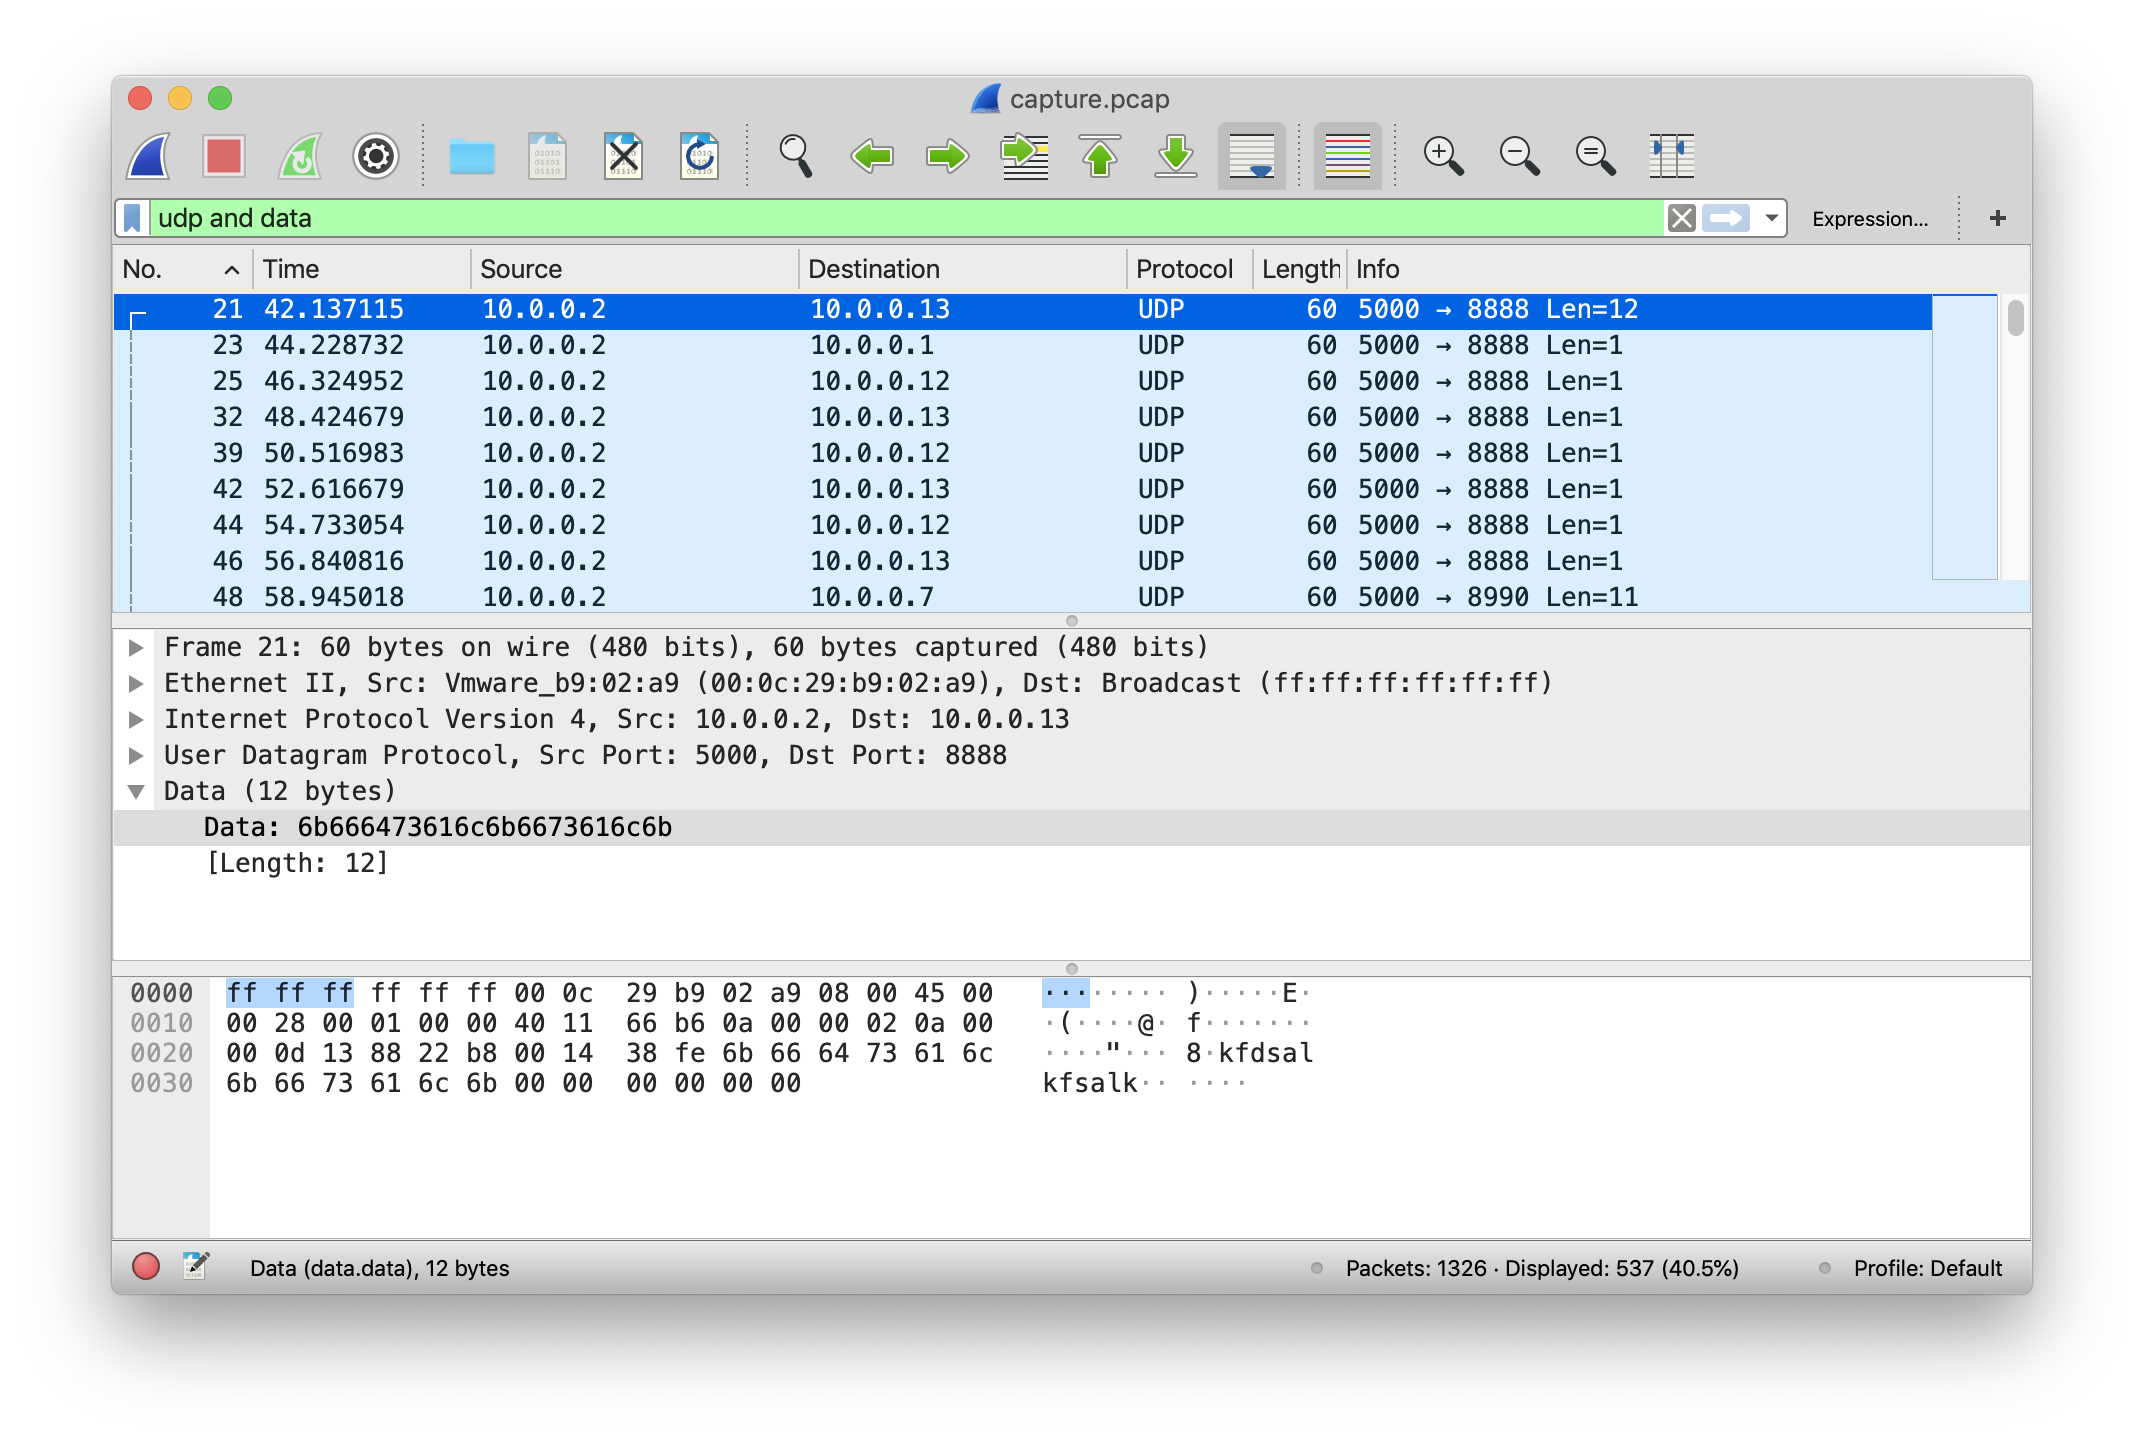 capture.pcap
udp and data
Expression... +
No. Time Source Destination Protocol Length Info
21 42.137115 10.0.0.2 10.0.0.13 UDP 60 5000 → 8888 Len=12
23 44.228732 10.0.0.2 10.0.0.1 UDP 60 5000 → 8888 Len=1
25 46.324952 10.0.0.2 10.0.0.12 UDP 60 5000 → 8888 Len=1
32 48.424679 10.0.0.2 10.0.0.13 UDP 60 5000 → 8888 Len=1
39 50.516983 10.0.0.2 10.0.0.12 UDP 60 5000 → 8888 Len=1
42 52.616679 10.0.0.2 10.0.0.13 UDP 60 5000 → 8888 Len=1
44 54.733054 10.0.0.2 10.0.0.12 UDP 60 5000 → 8888 Len=1
46 56.840816 10.0.0.2 10.0.0.13 UDP 60 5000 → 8888 Len=1
48 58.945018 10.0.0.2 10.0.0.7 UDP 60 5000 → 8990 Len=11
Frame 21: 60 bytes on wire (480 bits), 60 bytes captured (480 bits)
Ethernet II, Src: Vmware_b9:02:a9 (00:0c:29:b9:02:a9), Dst: Broadcast (ff:ff:ff:ff:ff:ff)
Internet Protocol Version 4, Src: 10.0.0.2, Dst: 10.0.0.13
User Datagram Protocol, Src Port: 5000, Dst Port: 8888
Data (12 bytes)
Data: 6b666473616c6b6673616c6b
[Length: 12]
0000 ff ff ff ff ff ff 00 0c 29 b9 02 a9 08 00 45 00 ········ )·····E·
0010 00 28 00 01 00 00 40 11 66 b6 0a 00 00 02 0a 00 ·(····@· f·······
0020 00 0d 13 88 22 b8 00 14 38 fe 6b 66 64 73 61 6c ····"··· 8·kfdsal
0030 6b 66 73 61 6c 6b 00 00 00 00 00 00 kfsalk·· ····
Data (data.data), 12 bytes Packets: 1326 · Displayed: 537 (40.5%) Profile: Default